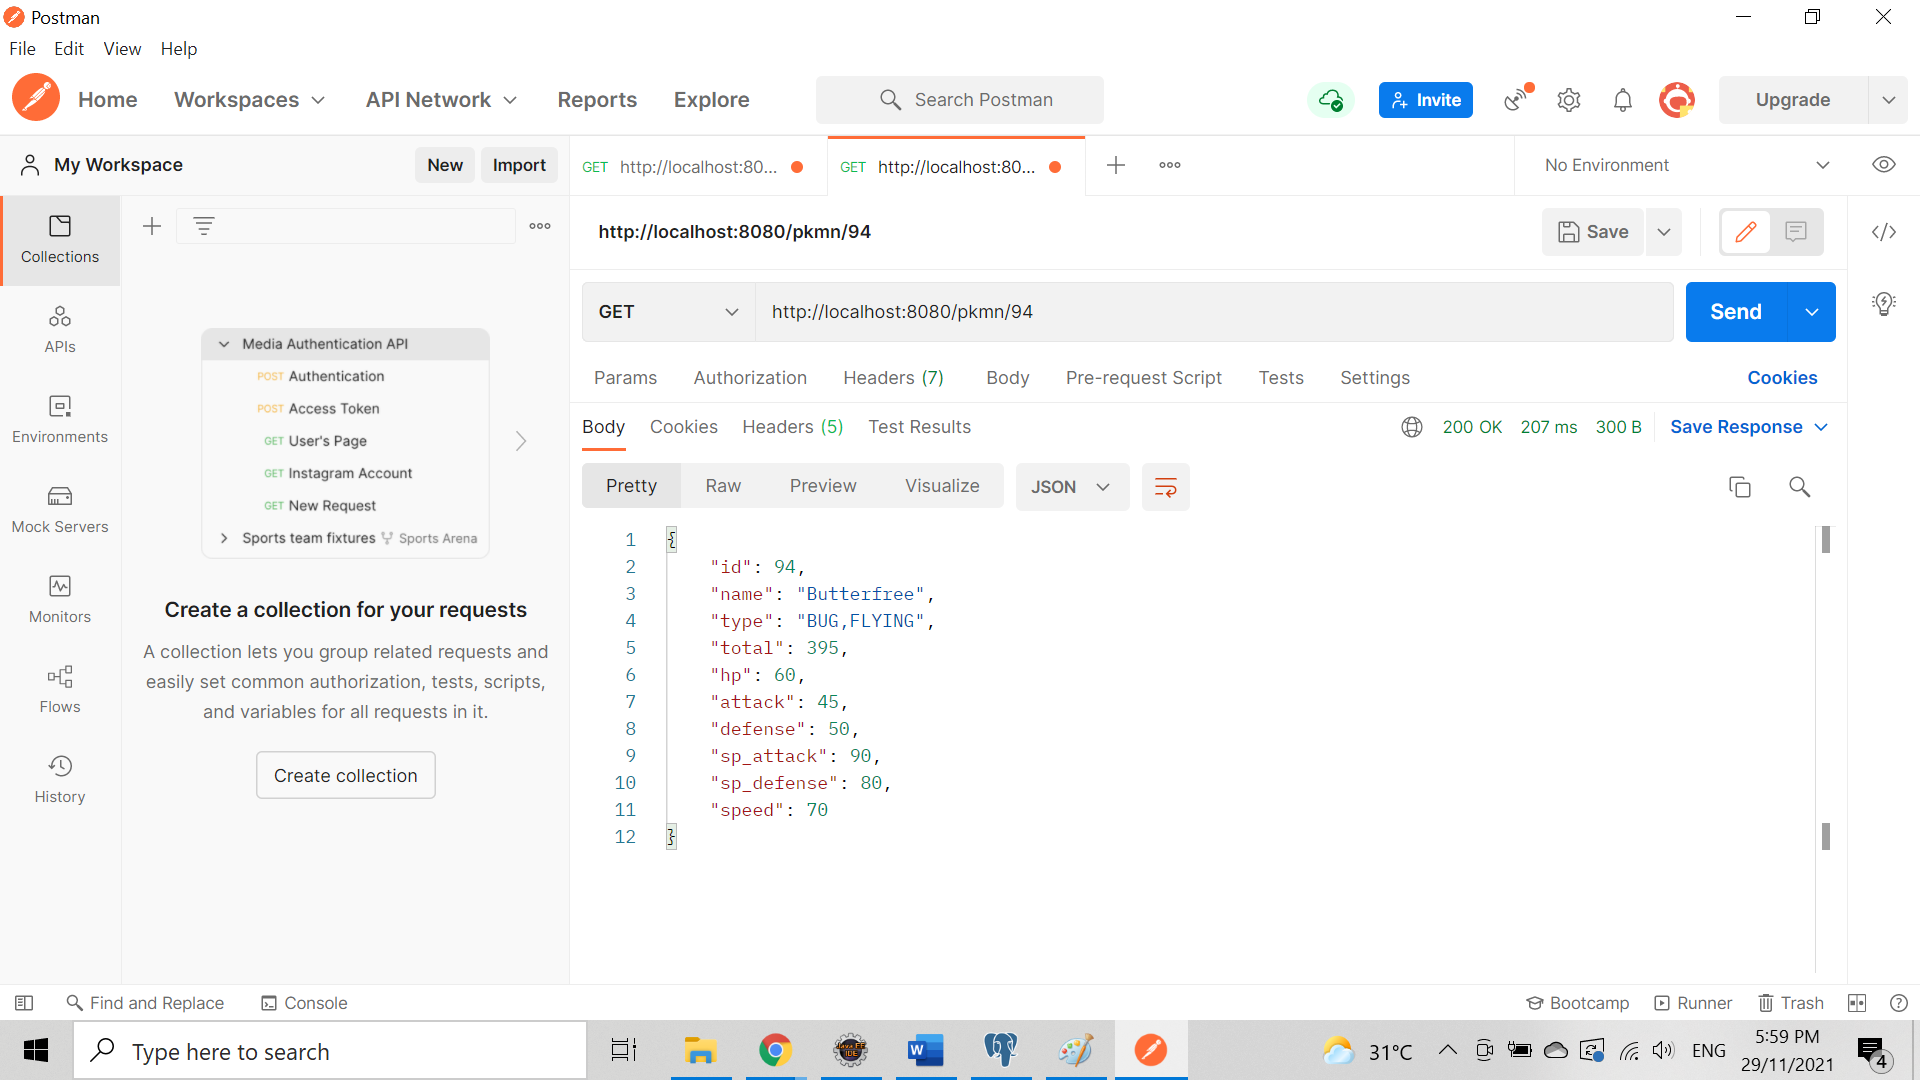 Postman
File Edit View Help
Home Workspaces API Network Reports Explore Search Postman Invite Upgrade
My Workspace New Import GET http://localhost:80... GET http://localhost:80... No Environment
Collections
APIs
Environments
Mock Servers
Monitors
Flows
History
Media Authentication API
POST Authentication
POST Access Token
GET User's Page
GET Instagram Account
GET New Request
Sports team fixtures Sports Arena
Create a collection for your requests
A collection lets you group related requests and
easily set common authorization, tests, scripts,
and variables for all requests in it.
Create collection
http://localhost:8080/pkmn/94 Save
GET http://localhost:8080/pkmn/94 Send
Params Authorization Headers (7) Body Pre-request Script Tests Settings Cookies
Body Cookies Headers (5) Test Results 200 OK 207 ms 300 B Save Response
Pretty Raw Preview Visualize JSON
1 {
2 "id": 94,
3 "name": "Butterfree",
4 "type": "BUG,FLYING",
5 "total": 395,
6 "hp": 60,
7 "attack": 45,
8 "defense": 50,
9 "sp_attack": 90,
10 "sp_defense": 80,
11 "speed": 70
12 }
Find and Replace Console Bootcamp Runner Trash
Type here to search 31°C ENG 5:59 PM
29/11/2021 4